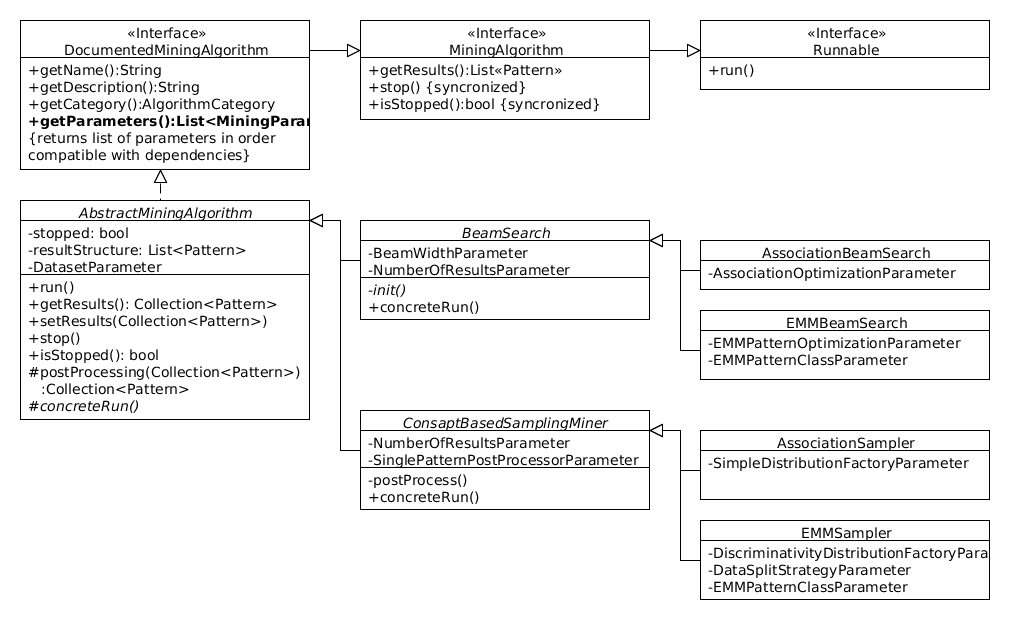 «Interface»
DocumentedMiningAlgorithm
+getName():String
+getDescription():String
+getCategory():AlgorithmCategory
+getParameters():List<MiningParar
{returns list of parameters in order
compatible with dependencies}
«Interface»
MiningAlgorithm
+getResults():List«Pattern»
+stop() {syncronized}
+isStopped():bool {syncronized}
«Interface»
Runnable
+run()
AbstractMiningAlgorithm
-stopped: bool
-resultStructure: List<Pattern>
-DatasetParameter
+run()
+getResults(): Collection<Pattern>
+setResults(Collection<Pattern>)
+stop()
+isStopped(): bool
#postProcessing(Collection<Pattern>)
:Collection<Pattern>
#concreteRun()
BeamSearch
-BeamWidthParameter
-NumberOfResultsParameter
-init()
+concreteRun()
AssociationBeamSearch
-AssociationOptimizationParameter
EMMBeamSearch
-EMMPatternOptimizationParameter
-EMMPatternClassParameter
ConsaptBasedSamplingMiner
-NumberOfResultsParameter
-SinglePatternPostProcessorParameter
-postProcess()
+concreteRun()
AssociationSampler
-SimpleDistributionFactoryParameter
EMMSampler
-DiscriminativityDistributionFactoryPara
-DataSplitStrategyParameter
-EMMPatternClassParameter